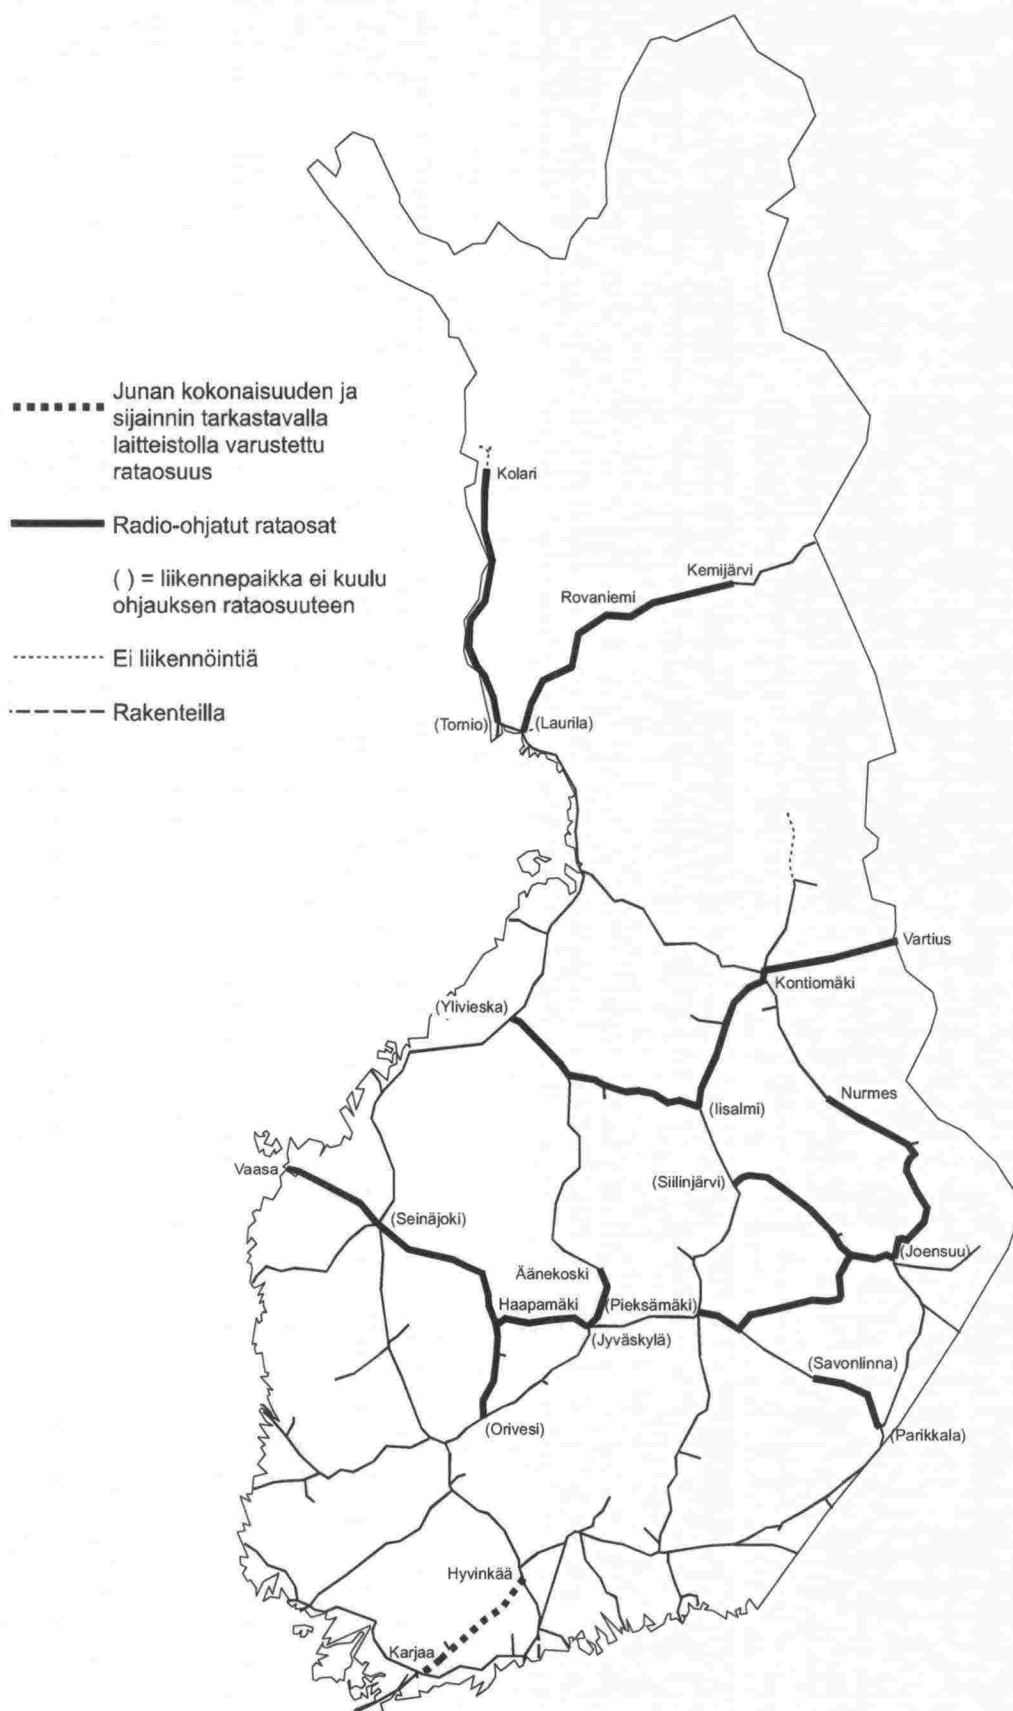 Junan kokonaisuuden ja
sijainnin tarkastavalla
laitteistolla varustettu
rataosuus
Kolari
Radio-ohjatut rataosat
Kemijärvi
( ) = liikennepaikka ei kuulu
ohjauksen rataosuuteen
Rovaniemi
Ei liikennöintiä
Rakenteilla
(Tornio)
(Laurila)
Vartius
Kontiomäki
(Ylivieska)
Nurmes
(Iisalmi)
Vaasa
(Siilinjärvi)
(Seinäjoki)
(Joensuu)
Äänekoski
Haapamäki
(Pieksämäki)
(Jyväskylä)
(Savonlinna)
(Orivesi)
(Parikkala)
Hyvinkää
Karjaa